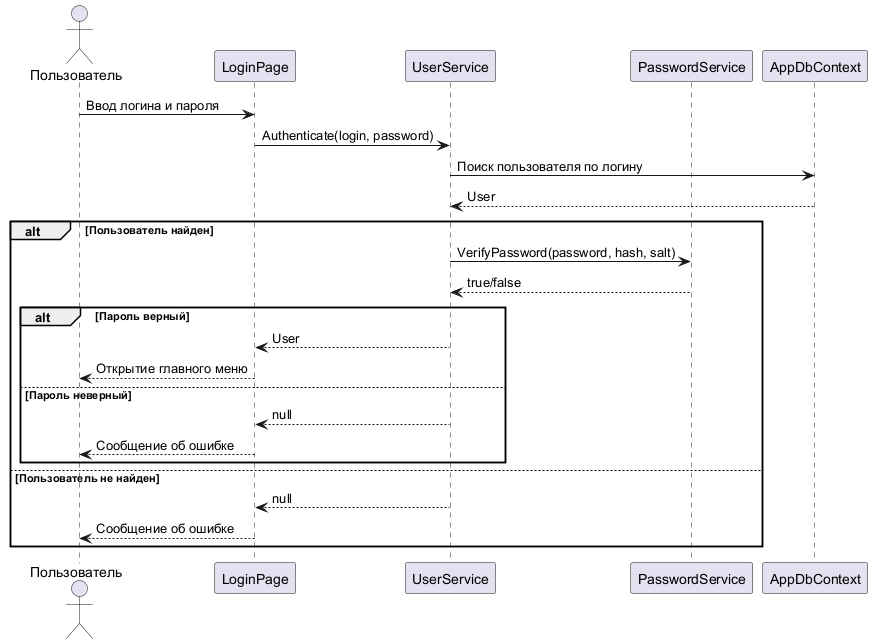 Пользователь
LoginPage
UserService
PasswordService
AppDbContext
Ввод логина и пароля
Authenticate(login, password)
Поиск пользователя по логину
User
alt
[Пользователь найден]
VerifyPassword(password, hash, salt)
true/false
alt
[Пароль верный]
User
Открытие главного меню
[Пароль неверный]
null
Сообщение об ошибке
[Пользователь не найден]
null
Сообщение об ошибке
Пользователь
LoginPage
UserService
PasswordService
AppDbContext